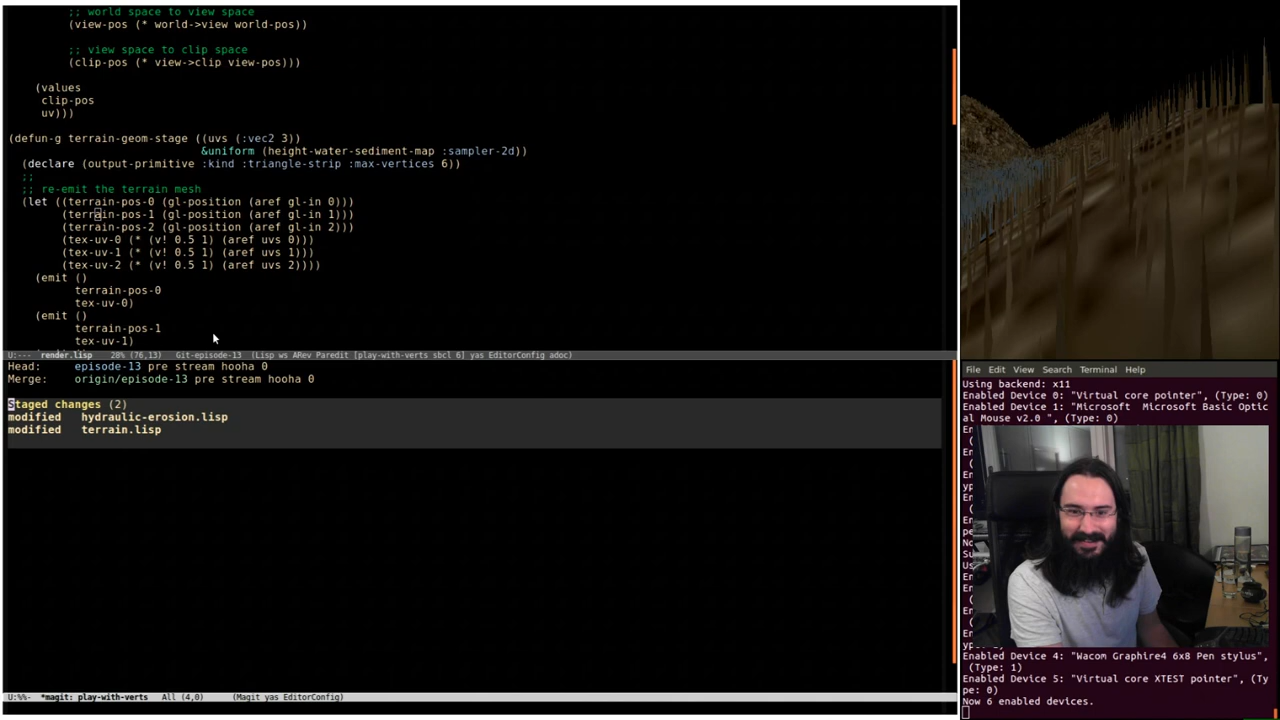 ;; world space to view space
(view-pos (* world->view world-pos))
;; view space to clip space
(clip-pos (* view->clip view-pos)))
(values
clip-pos
uv)))
(defun-g terrain-geom-stage ((uvs (:vec2 3))
&uniform (height-water-sediment-map :sampler-2d))
(declare (output-primitive :kind :triangle-strip :max-vertices 6))
;;
;; re-emit the terrain mesh
(let ((terrain-pos-0 (gl-position (aref gl-in 0)))
(terrain-pos-1 (gl-position (aref gl-in 1)))
(terrain-pos-2 (gl-position (aref gl-in 2)))
(tex-uv-0 (* (v! 0.5 1) (aref uvs 0)))
(tex-uv-1 (* (v! 0.5 1) (aref uvs 1)))
(tex-uv-2 (* (v! 0.5 1) (aref uvs 2))))
(emit ()
terrain-pos-0
tex-uv-0)
(emit ()
terrain-pos-1
tex-uv-1)
U:--- render.lisp 28% (76,13) Git-episode-13 (Lisp ws ARev Paredit [play-with-verts sbcl 6] yas EditorConfig adoc)
Head: episode-13 pre stream hooha 0
Merge: origin/episode-13 pre stream hooha 0
Staged changes (2)
modified hydraulic-erosion.lisp
modified terrain.lisp
U:%%- *magit: play-with-verts All (4,0) (Magit yas EditorConfig)
File Edit View Search Terminal Help
Using backend: x11
Enabled Device 0: "Virtual core pointer", (Type: 0)
Enabled Device 1: "Microsoft Microsoft Basic Optic
al Mouse v2.0 ", (Type: 0)
Enabled Device 4: "Wacom Graphire4 6x8 Pen stylus",
(Type: 1)
Enabled Device 5: "Virtual core XTEST pointer", (Ty
pe: 0)
Now 6 enabled devices.